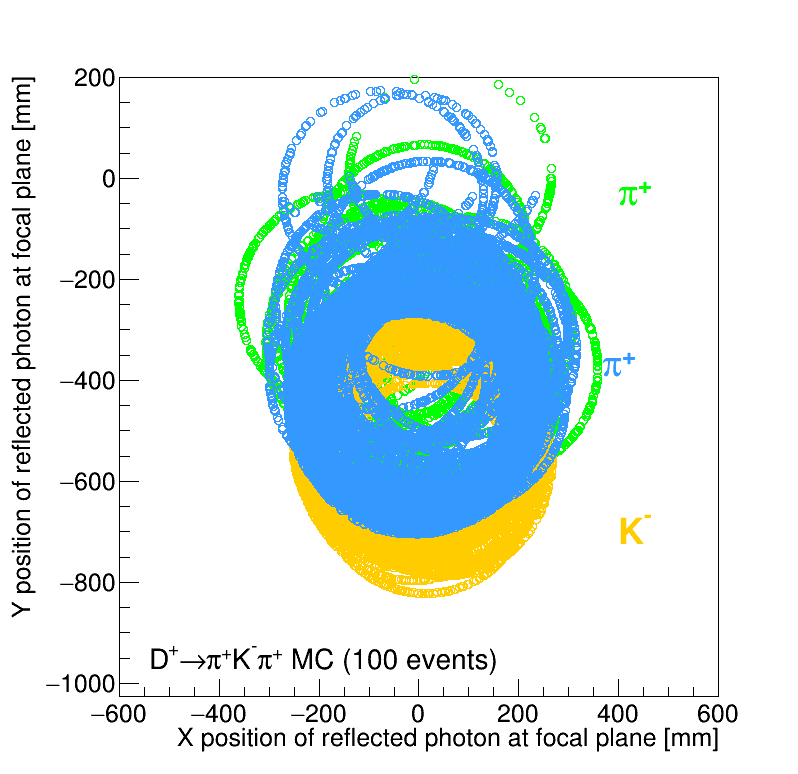 200
0
−200
−400
−600
−800
−1000
−600 −400 −200 0 200 400 600
Y position of reflected photon at focal plane [mm]
X position of reflected photon at focal plane [mm]
π⁺
π⁺
K⁻
D⁺→π⁺K⁻π⁺ MC (100 events)